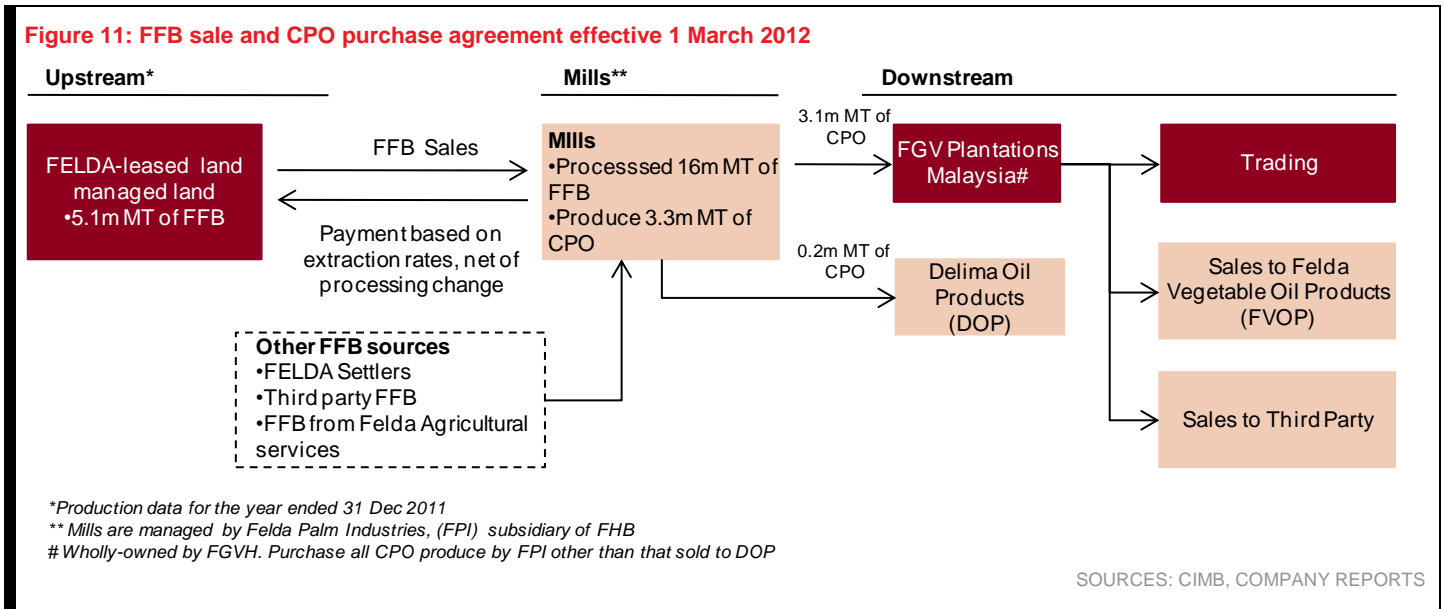 Figure 11: FFB sale and CPO purchase agreement effective 1 March 2012
Upstream*
Mills**
Downstream
FELDA-leased land
managed land
•5.1m MT of FFB
FFB Sales
Payment based on
extraction rates, net of
processing change
MIlls
•Processsed 16m MT of
FFB
•Produce 3.3m MT of
CPO
Other FFB sources
•FELDA Settlers
•Third party FFB
•FFB from Felda Agricultural
services
3.1m MT of
CPO
FGV Plantations
Malaysia#
0.2m MT of
CPO
Delima Oil
Products
(DOP)
Trading
Sales to Felda
Vegetable Oil Products
(FVOP)
Sales to Third Party
*Production data for the year ended 31 Dec 2011
** Mills are managed by Felda Palm Industries, (FPI) subsidiary of FHB
# Wholly-owned by FGVH. Purchase all CPO produce by FPI other than that sold to DOP
SOURCES: CIMB, COMPANY REPORTS